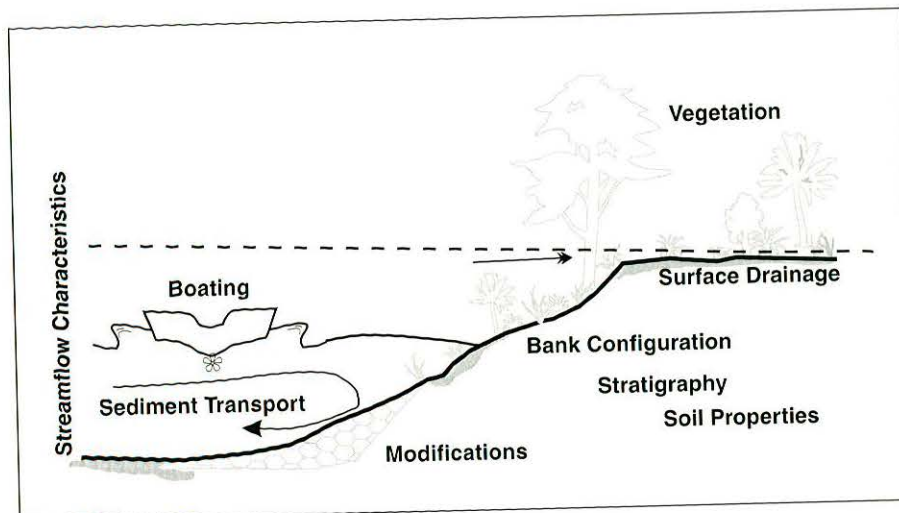 Vegetation
Streamflow Characteristics
Surface Drainage
Boating
Bank Configuration
Stratigraphy
Sediment Transport
Soil Properties
Modifications